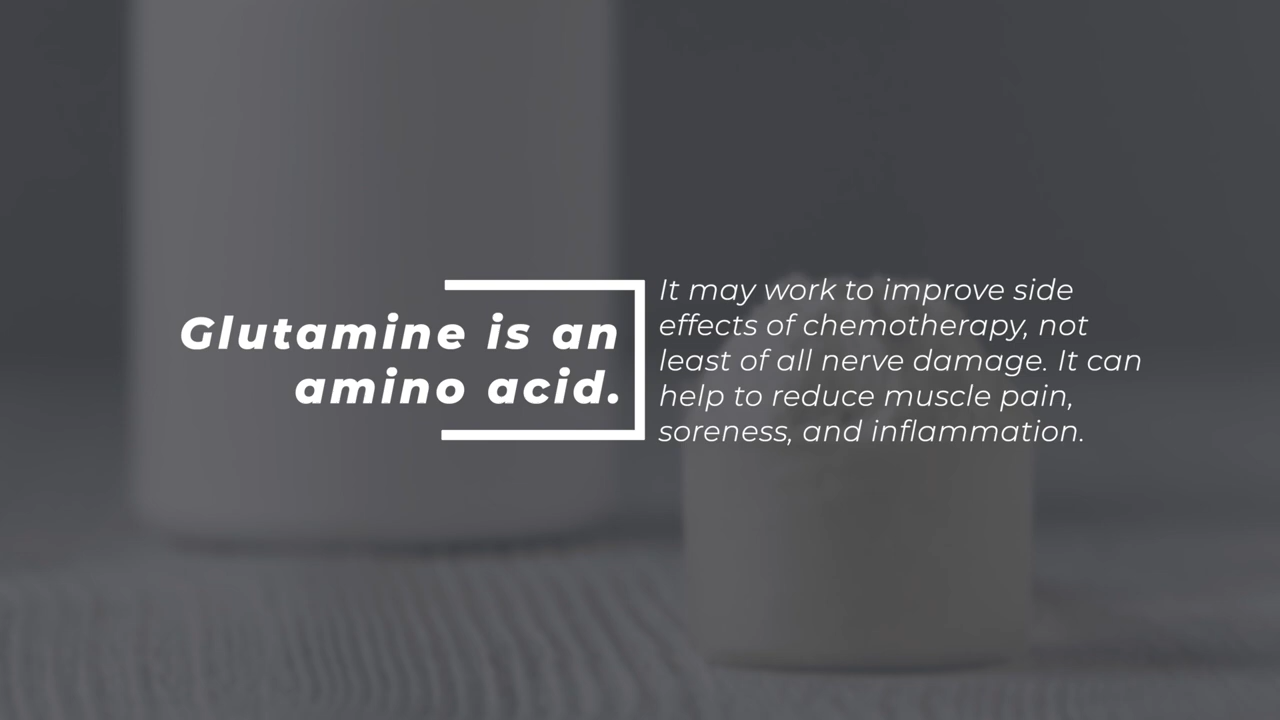 Glutamine is an
amino acid.
It may work to improve side
effects of chemotherapy, not
least of all nerve damage. It can
help to reduce muscle pain,
soreness, and inflammation.